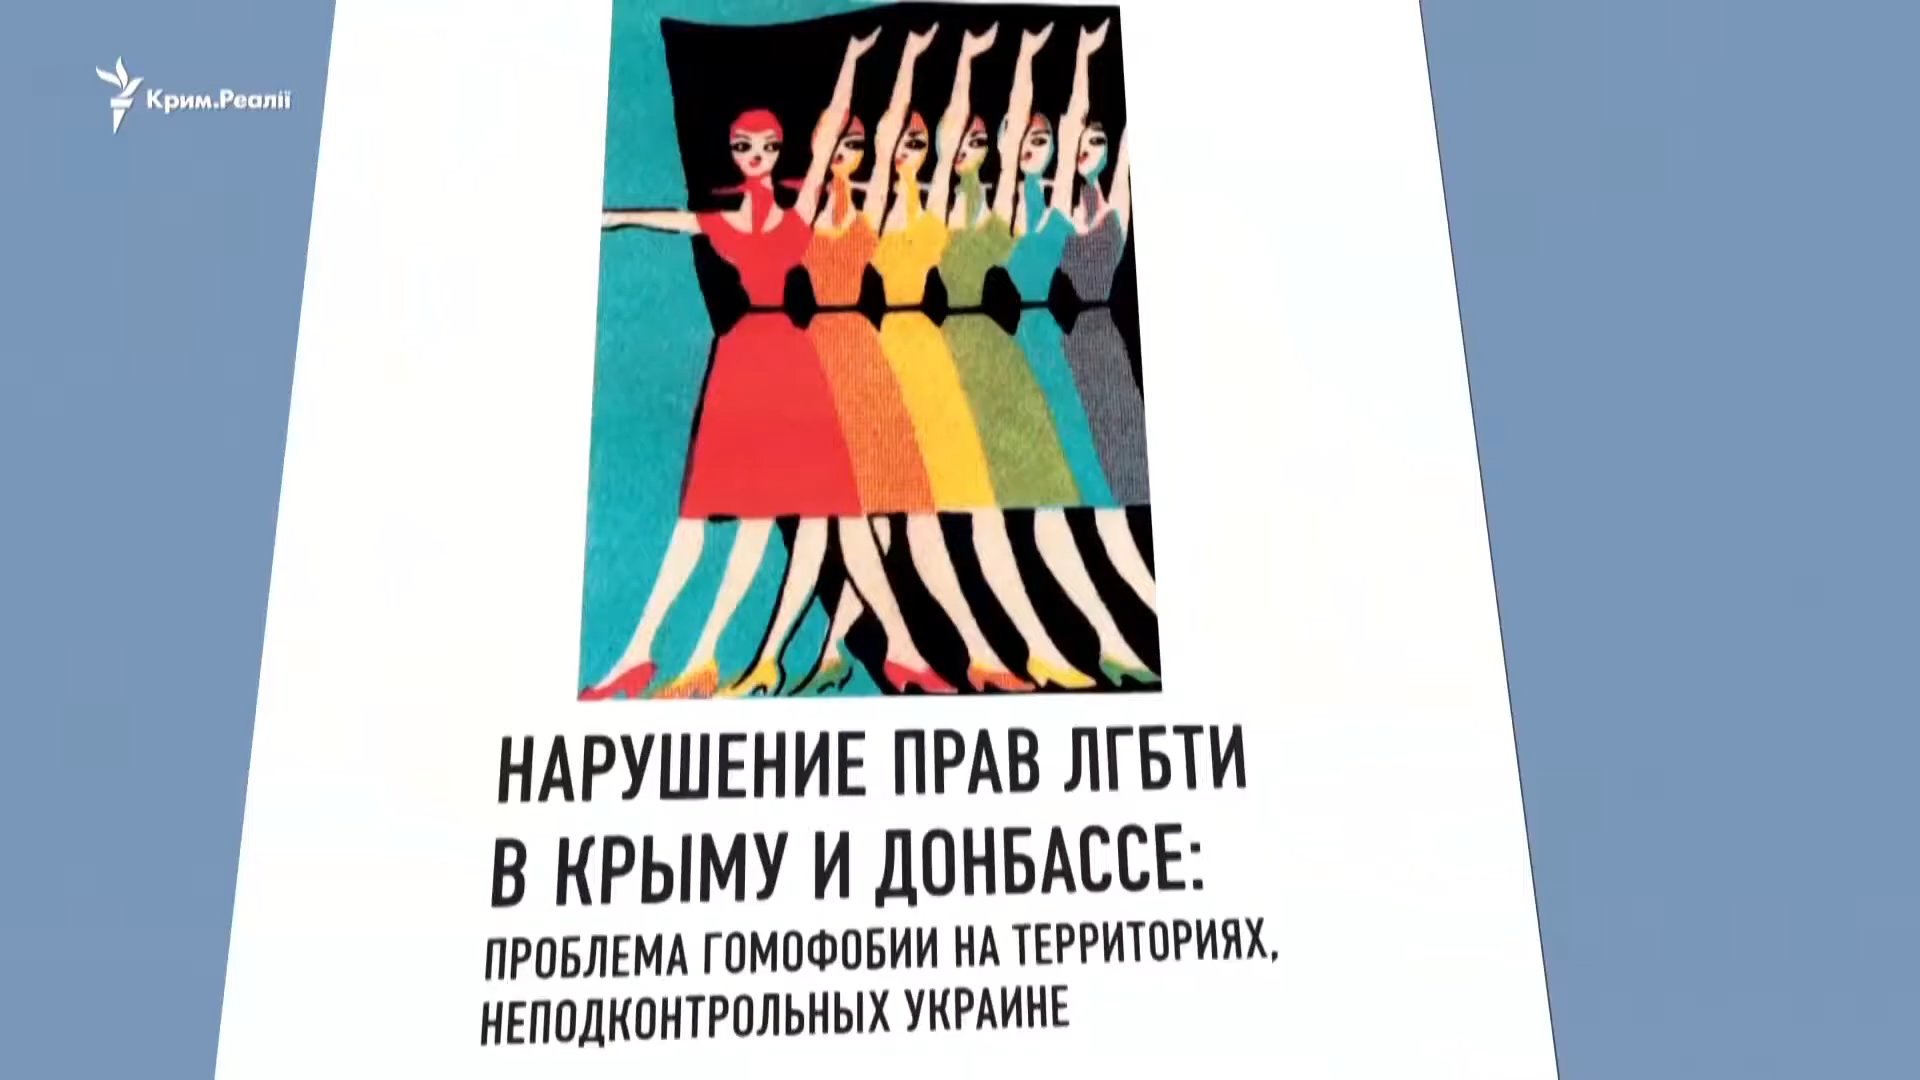 Крим.Реалії
НАРУШЕНИЕ ПРАВ ЛГБТИ
В КРЫМУ И ДОНБАССЕ:
ПРОБЛЕМА ГОМОФОБИИ НА ТЕРРИТОРИЯХ,
НЕПОДКОНТРОЛЬНЫХ УКРАИНЕ